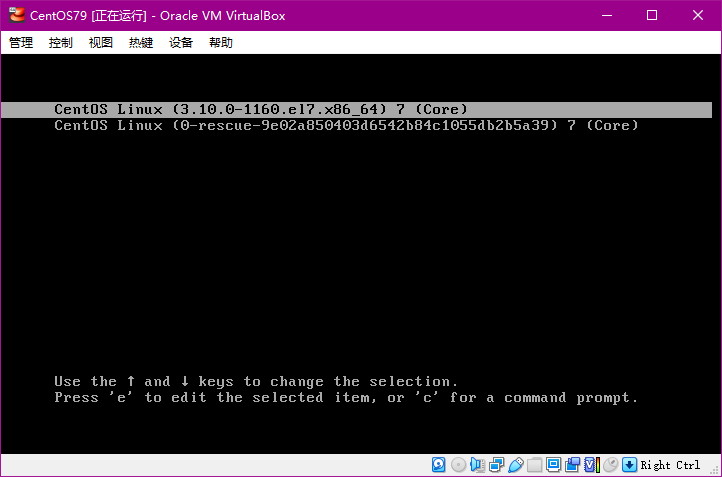 CentOS79 [正在运行] - Oracle VM VirtualBox
管理 控制 视图 热键 设备 帮助
CentOS Linux (3.10.0-1160.el7.x86_64) 7 (Core)
CentOS Linux (0-rescue-9e02a850403d6542b84c1055db2b5a39) 7 (Core)
Use the ↑ and ↓ keys to change the selection.
Press 'e' to edit the selected item, or 'c' for a command prompt.
Right Ctrl